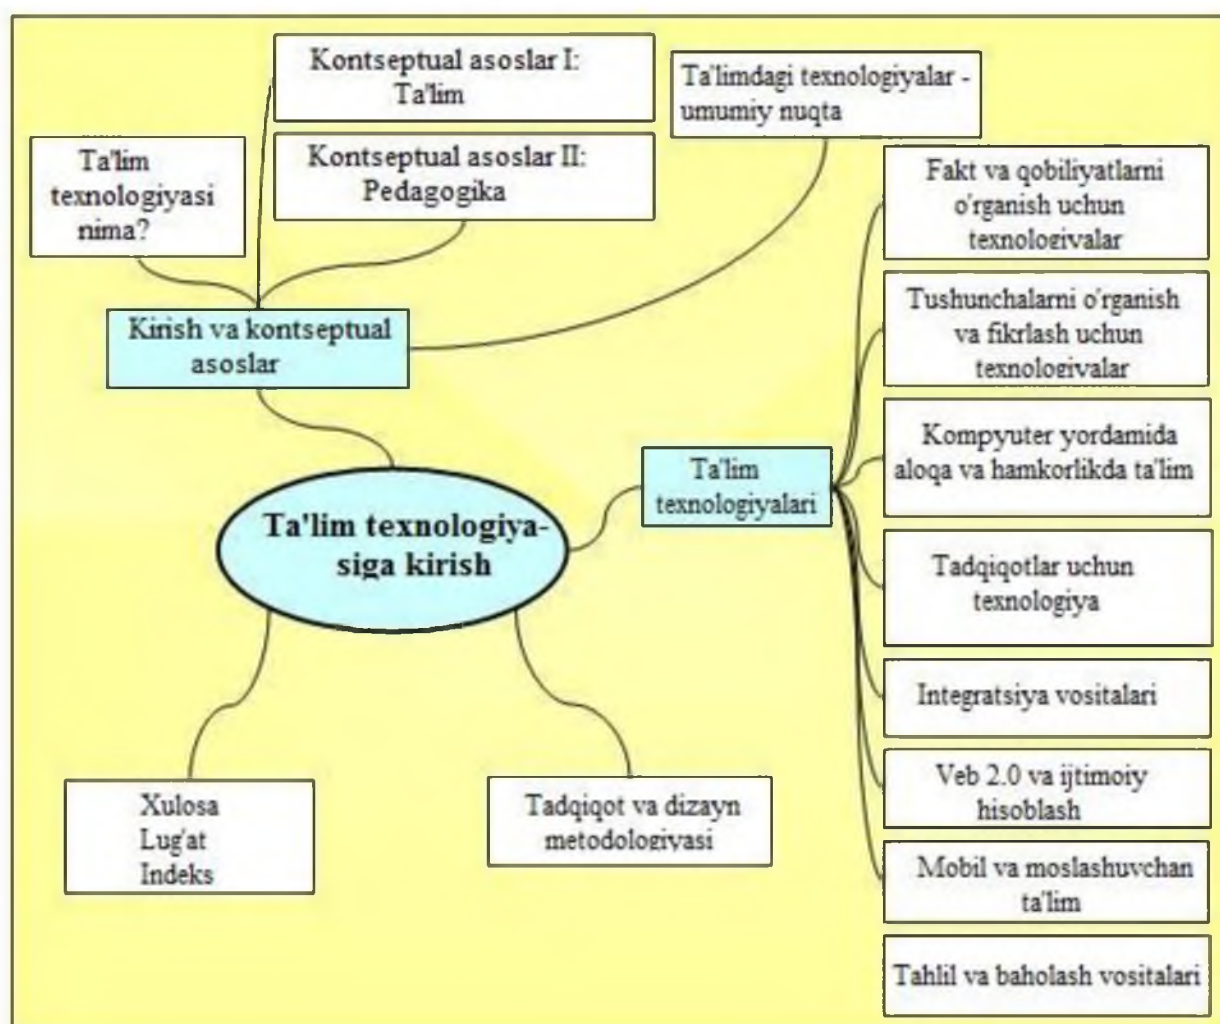 Kontseptual asoslar I:
Ta'lim
Ta'limdagi texnologiyalar -
umumiy nuqta
Ta'lim
texnologiyasi
nima?
Kontseptual asoslar II:
Pedagogika
Kirish va kontseptual
asoslar
Ta'lim texnologiya-
siga kirish
Ta'lim
texnologiyalari
Fakt va qobiliyatlarni
o'rganish uchun
texnologiyalar
Tushunchalarni o'rganish
va fikrlash uchun
texnologiyalar
Kompyuter yordamida
aloqa va hamkorlikda ta'lim
Tadqiqotlar uchun
texnologiya
Integratsiya vositalari
Veb 2.0 va ijtimoiy
hisoblash
Mobil va moslashuvchan
ta'lim
Tahlil va baholash vositalari
Xulosa
Lug'at
Indeks
Tadqiqot va dizayn
metodologiyasi